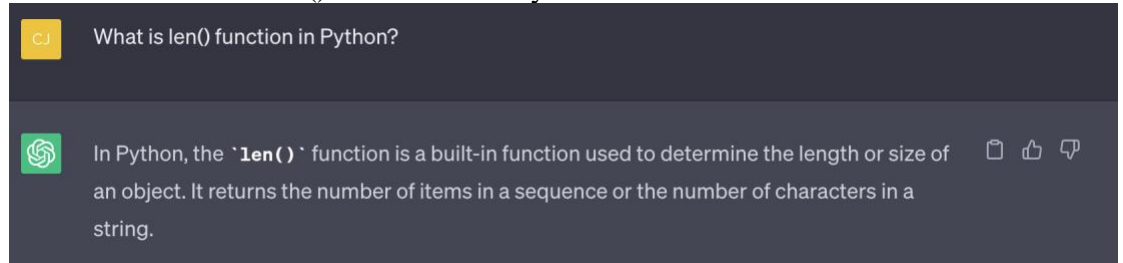 CJ
What is len() function in Python?
In Python, the `len()` function is a built-in function used to determine the length or size of
an object. It returns the number of items in a sequence or the number of characters in a
string.